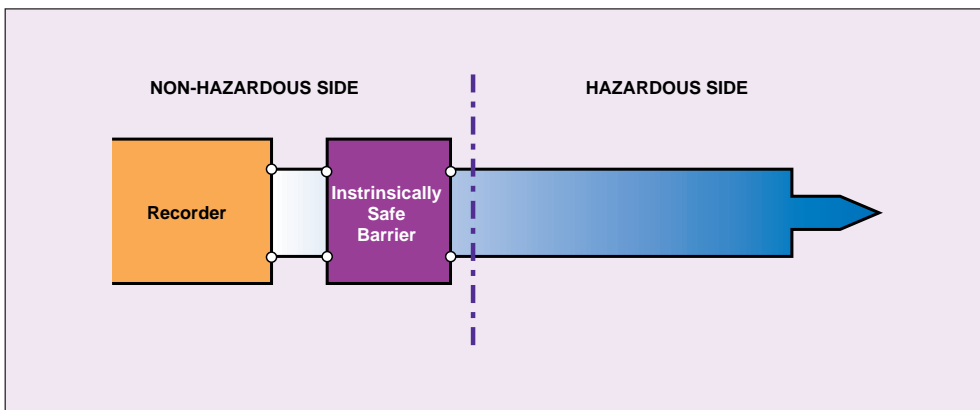 NON-HAZARDOUS SIDE
HAZARDOUS SIDE
Recorder
Instrinsically
Safe
Barrier